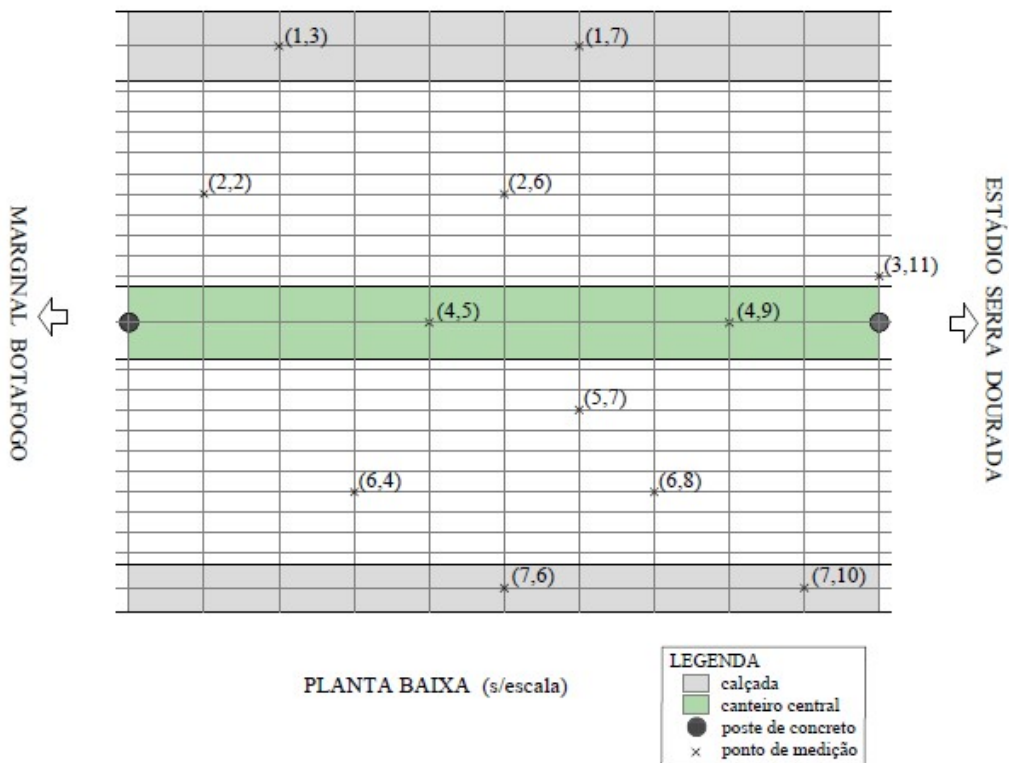 (1,3)
(1,7)
(2,2)
(2,6)
(3,11)
(4,5)
(4,9)
(5,7)
(6,4)
(6,8)
(7,6)
(7,10)
MARGINAL BOTAFOGO
ESTÁDIO SERRA DOURADA
PLANTA BAIXA (s/escala)
LEGENDA
calçada
canteiro central
poste de concreto
ponto de medição